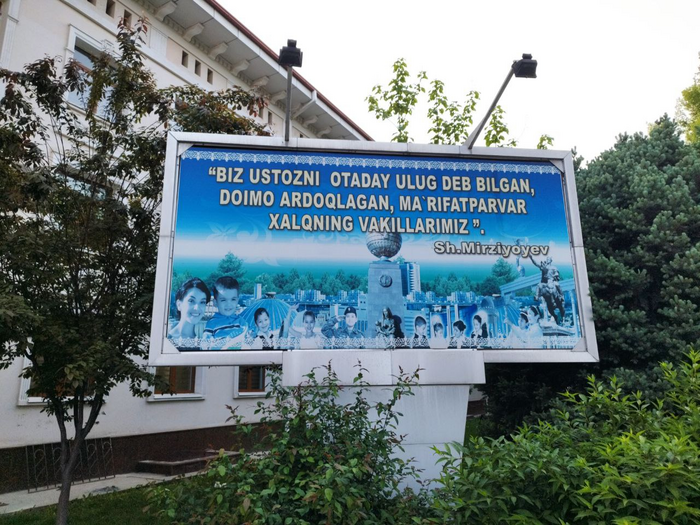 “BIZ USTOZNI OTADAY ULUG DEB BILGAN,
DOIMO ARDOQLAGAN, MA`RIFATPARVAR
XALQNING VAKILLARIMIZ ”.
Sh.Mirziyoyev